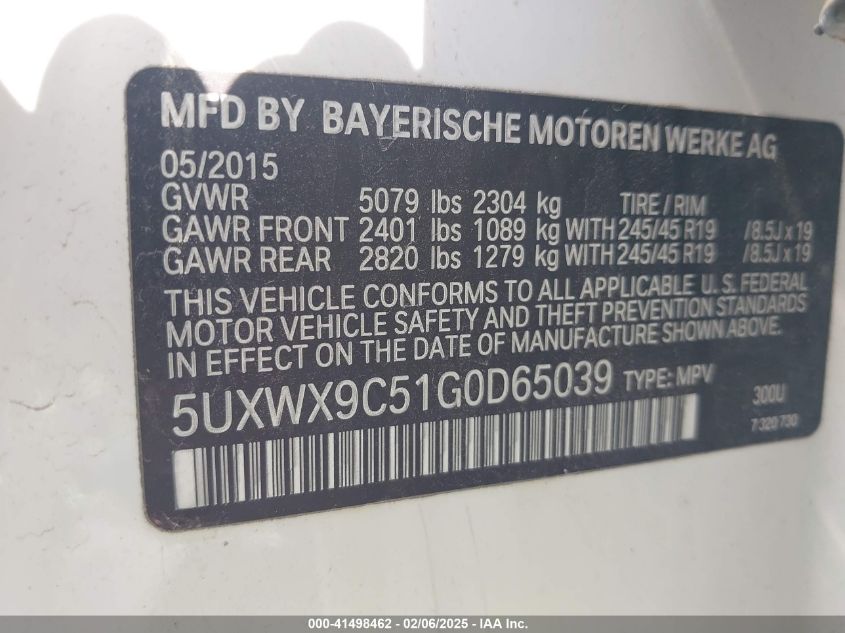 MFD BY BAYERISCHE MOTOREN WERKE AG
05/2015
GVWR 5079 lbs 2304 kg TIRE / RIM
GAWR FRONT 2401 lbs 1089 kg WITH 245/45 R19 /8.5J x 19
GAWR REAR 2820 lbs 1279 kg WITH 245/45 R19 /8.5J x 19
THIS VEHICLE CONFORMS TO ALL APPLICABLE U. S. FEDERAL
MOTOR VEHICLE SAFETY AND THEFT PREVENTION STANDARDS
IN EFFECT ON THE DATE OF MANUFACTURE SHOWN ABOVE.
5UXWX9C51G0D65039 TYPE: MPV
300U
7 320 730
000-41498462 - 02/06/2025 - IAA Inc.